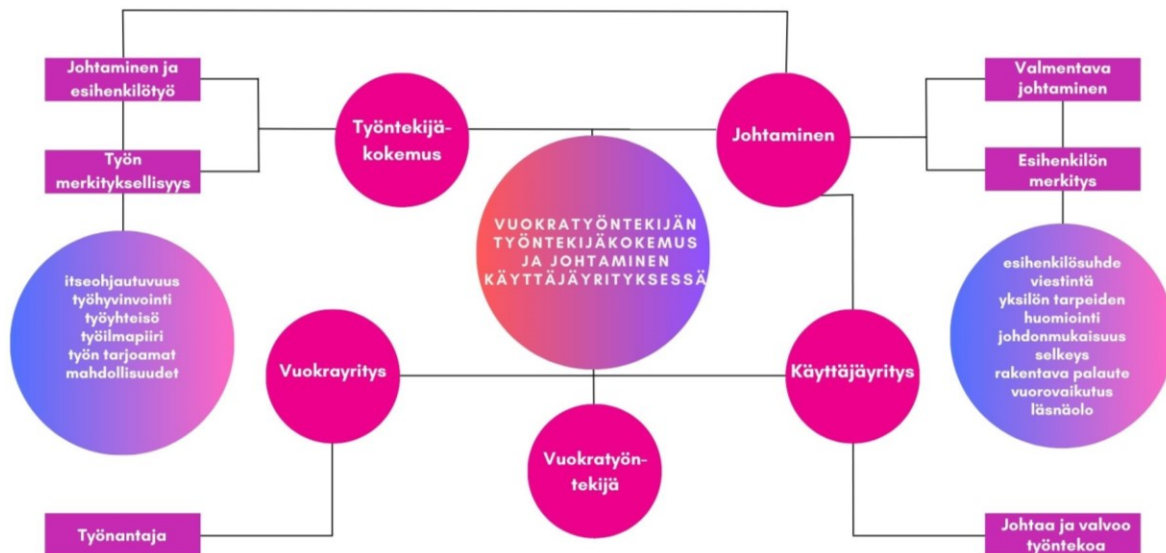 Johtaminen ja
esihenkilötyö
Työn
merkityksellisyys
itseohjautuvuus
työhyvinvointi
työyhteisö
työilmapiiri
työn tarjoamat
mahdollisuudet
Työntekijä-
kokemus
Johtaminen
Valmentava
johtaminen
Esihenkilön
merkitys
esihenkilösuhde
viestintä
yksilön tarpeiden
huomiointi
johdonmukaisuus
selkeys
rakentava palaute
vuorovaikutus
läsnäolo
VUOKRATYÖNTEKIJÄN
TYÖNTEKIJÄKOKEMUS
JA JOHTAMINEN
KÄYTTÄJÄYRITYKSESSÄ
Vuokrayritys
Käyttäjäyritys
Vuokratyön-
tekijä
Työnantaja
Johtaa ja valvoo
työntekoa